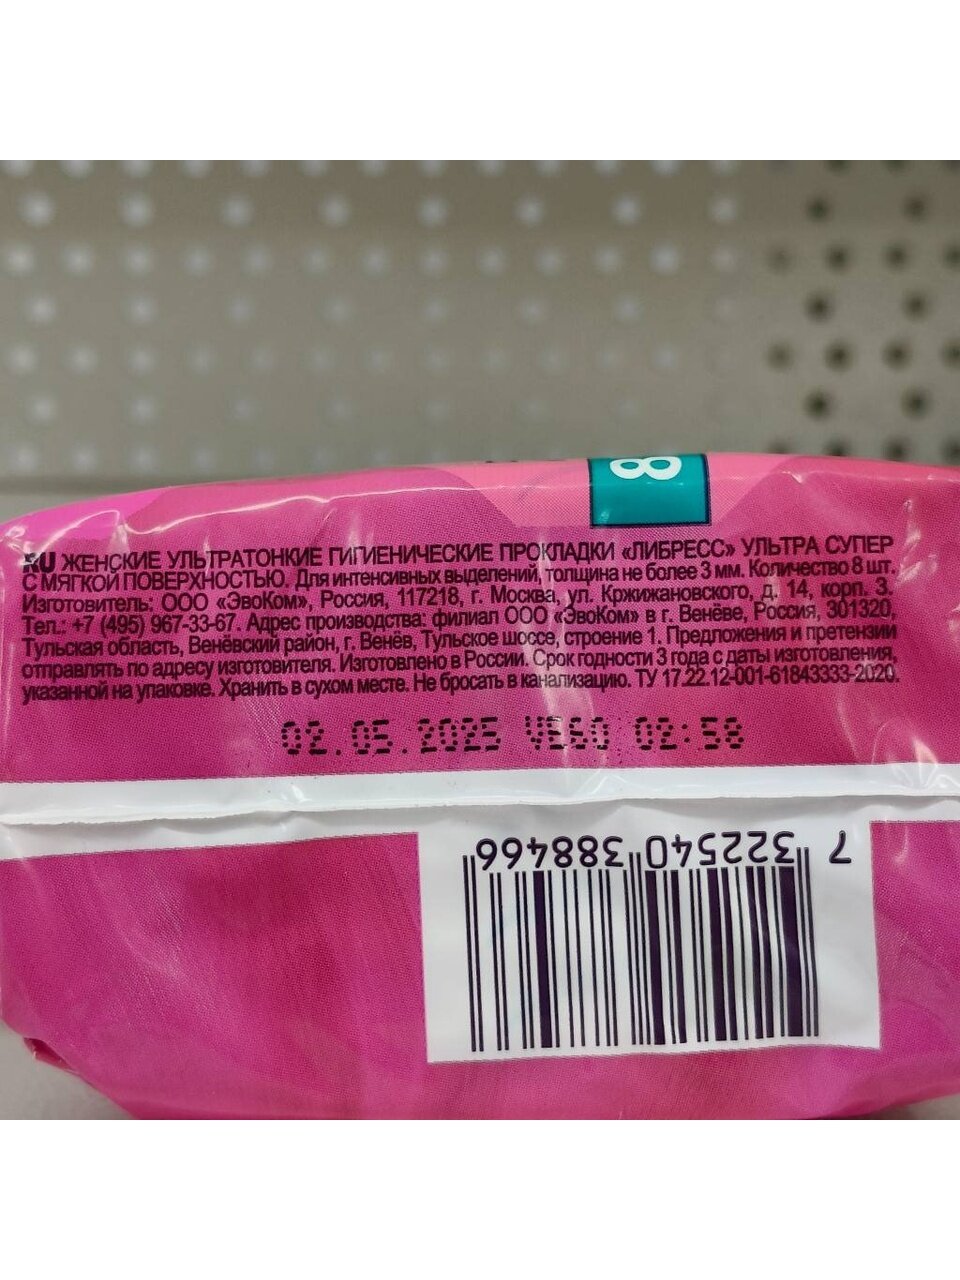 8
RU ЖЕНСКИЕ УЛЬТРАТОНКИЕ ГИГИЕНИЧЕСКИЕ ПРОКЛАДКИ «ЛИБРЕСС» УЛЬТРА СУПЕР
С МЯГКОЙ ПОВЕРХНОСТЬЮ. Для интенсивных выделений, толщина не более 3 мм. Количество 8 шт.
Изготовитель: ООО «ЭвоКом», Россия, 117218, г. Москва, ул. Кржижановского, д. 14, корп. 3.
Тел.: +7 (495) 967-33-67. Адрес производства: филиал ООО «ЭвоКом» в г. Венёве, Россия, 301320,
Тульская область, Венёвский район, г. Венёв, Тульское шоссе, строение 1. Предложения и претензии
отправлять по адресу изготовителя. Изготовлено в России. Срок годности 3 года с даты изготовления,
указанной на упаковке. Хранить в сухом месте. Не бросать в канализацию. ТУ 17.22.12-001-61843333-2020.
02.05.2025 VE60 02:58
7 322540 388466